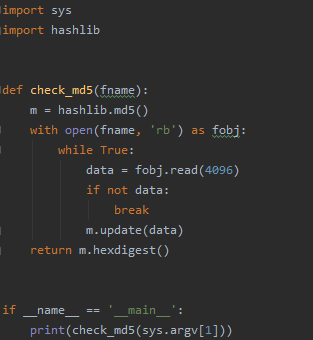 import sys
import hashlib
def check_md5(fname):
    m = hashlib.md5()
    with open(fname, 'rb') as fobj:
        while True:
            data = fobj.read(4096)
            if not data:
                break
            m.update(data)
    return m.hexdigest()
if __name__ == '__main__':
    print(check_md5(sys.argv[1]))